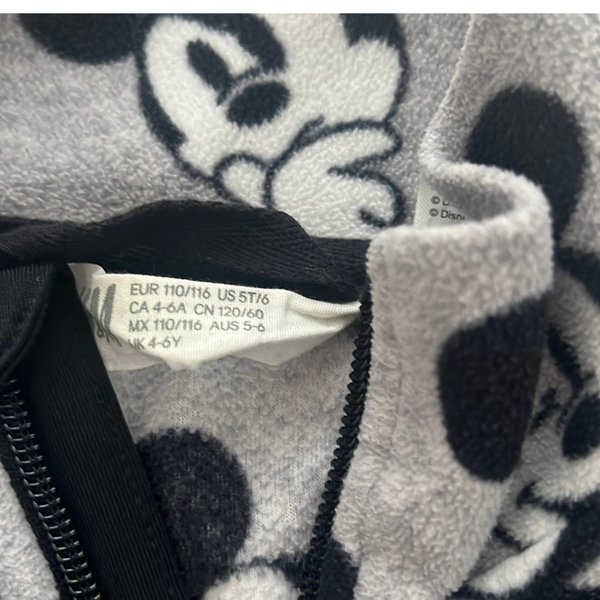 © D
© Disn
EUR 110/116 US 5T/6
CA 4-6A CN 120/60
MX 110/116 AUS 5-6
UK 4-6Y